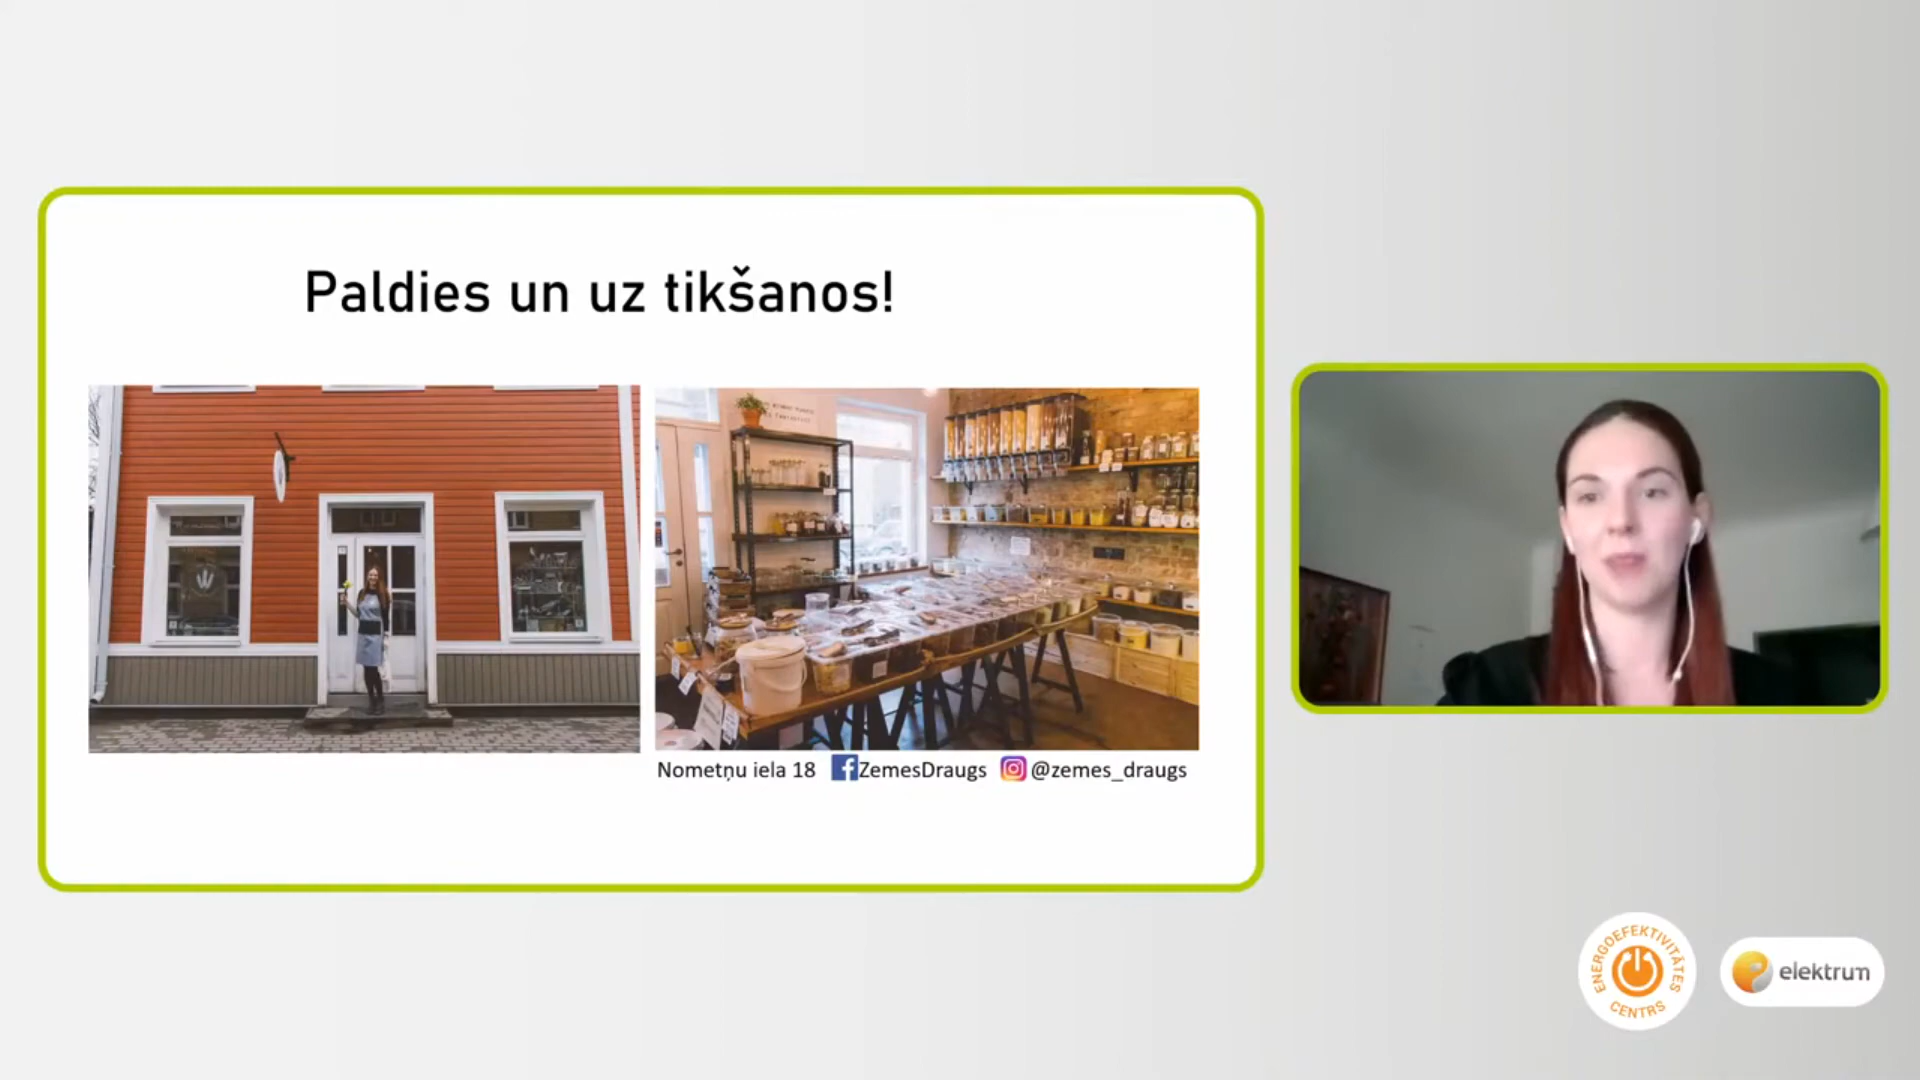 Paldies un uz tikšanos!
Nometņu iela 18 ZemesDraugs @zemes_draugs
ENERGOEFEKTIVITĀTES
CENTRS
elektrum